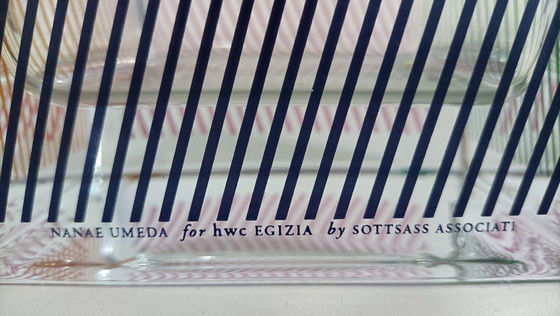 NANAE UMEDA for hwc EGIZIA by SOTTSASS ASSOCIATI